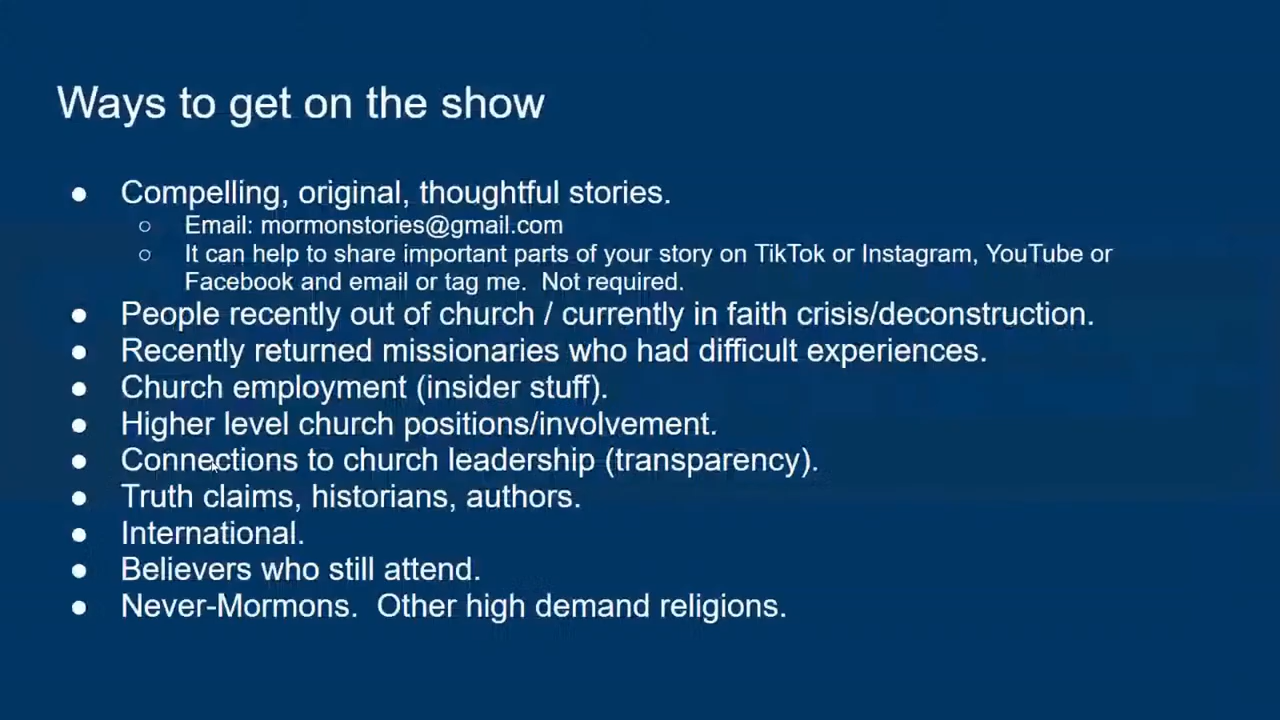 Ways to get on the show
● Compelling, original, thoughtful stories.
○ Email: mormonstories@gmail.com
○ It can help to share important parts of your story on TikTok or Instagram, YouTube or
Facebook and email or tag me.  Not required.
● People recently out of church / currently in faith crisis/deconstruction.
● Recently returned missionaries who had difficult experiences.
● Church employment (insider stuff).
● Higher level church positions/involvement.
● Connections to church leadership (transparency).
● Truth claims, historians, authors.
● International.
● Believers who still attend.
● Never-Mormons.  Other high demand religions.